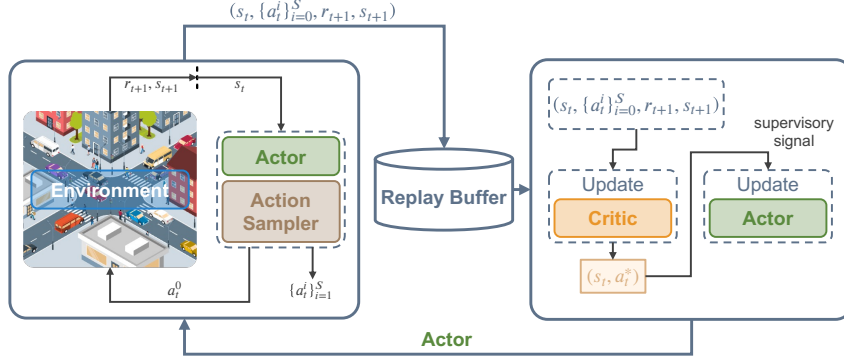 (s_t, {a_t^i}_{i=0}^S, r_{t+1}, s_{t+1})
r_{t+1}, s_{t+1}
s_t
Environment
Actor
Action
Sampler
a_t^0
{a_t^i}_{i=1}^S
Replay Buffer
(s_t, {a_t^i}_{i=0}^S, r_{t+1}, s_{t+1})
supervisory
signal
Update
Critic
Update
Actor
(s_t, a_t^*)
Actor